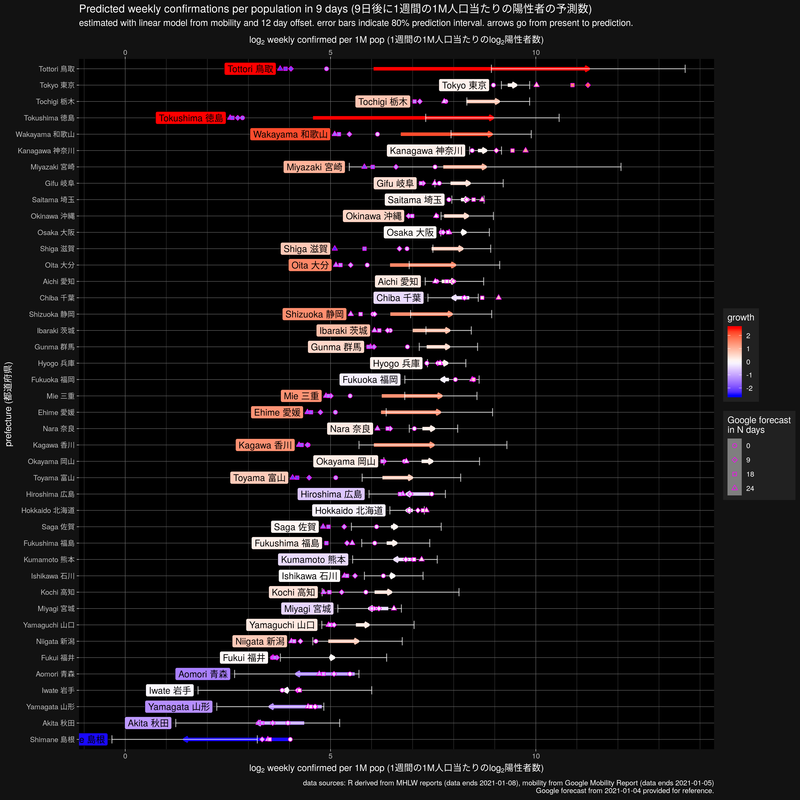 Predicted weekly confirmations per population in 9 days (9日後に1週間の1M人口当たりの陽性者の予測数)
estimated with linear model from mobility and 12 day offset. error bars indicate 80% prediction interval. arrows go from present to prediction.
log₂ weekly confirmed per 1M pop (1週間の1M人口当たりのlog₂陽性者数)
0 5 10
Tottori 鳥取 Tottori 鳥取
Tokyo 東京 Tokyo 東京
Tochigi 栃木 Tochigi 栃木
Tokushima 徳島 Tokushima 徳島
Wakayama 和歌山 Wakayama 和歌山
Kanagawa 神奈川 Kanagawa 神奈川
Miyazaki 宮崎 Miyazaki 宮崎
Gifu 岐阜 Gifu 岐阜
Saitama 埼玉 Saitama 埼玉
Okinawa 沖縄 Okinawa 沖縄
Osaka 大阪 Osaka 大阪
Shiga 滋賀 Shiga 滋賀
Oita 大分 Oita 大分
Aichi 愛知 Aichi 愛知
Chiba 千葉 Chiba 千葉
Shizuoka 静岡 Shizuoka 静岡
Ibaraki 茨城 Ibaraki 茨城
Gunma 群馬 Gunma 群馬
Hyogo 兵庫 Hyogo 兵庫
Fukuoka 福岡 Fukuoka 福岡
Mie 三重 Mie 三重
Ehime 愛媛 Ehime 愛媛
Nara 奈良 Nara 奈良
Kagawa 香川 Kagawa 香川
Okayama 岡山 Okayama 岡山
Toyama 富山 Toyama 富山
Hiroshima 広島 Hiroshima 広島
Hokkaido 北海道 Hokkaido 北海道
Saga 佐賀 Saga 佐賀
Fukushima 福島 Fukushima 福島
Kumamoto 熊本 Kumamoto 熊本
Ishikawa 石川 Ishikawa 石川
Kochi 高知 Kochi 高知
Miyagi 宮城 Miyagi 宮城
Yamaguchi 山口 Yamaguchi 山口
Niigata 新潟 Niigata 新潟
Fukui 福井 Fukui 福井
Aomori 青森 Aomori 青森
Iwate 岩手 Iwate 岩手
Yamagata 山形 Yamagata 山形
Akita 秋田 Akita 秋田
Shimane 島根 島根
0 5 10
log₂ weekly confirmed per 1M pop (1週間の1M人口当たりのlog₂陽性者数)
prefecture (都道府県)
growth
2
1
0
-1
-2
Google forecast
in N days
0
9
18
24
data sources: R derived from MHLW reports (data ends 2021-01-08), mobility from Google Mobility Report (data ends 2021-01-05)
Google forecast from 2021-01-04 provided for reference.